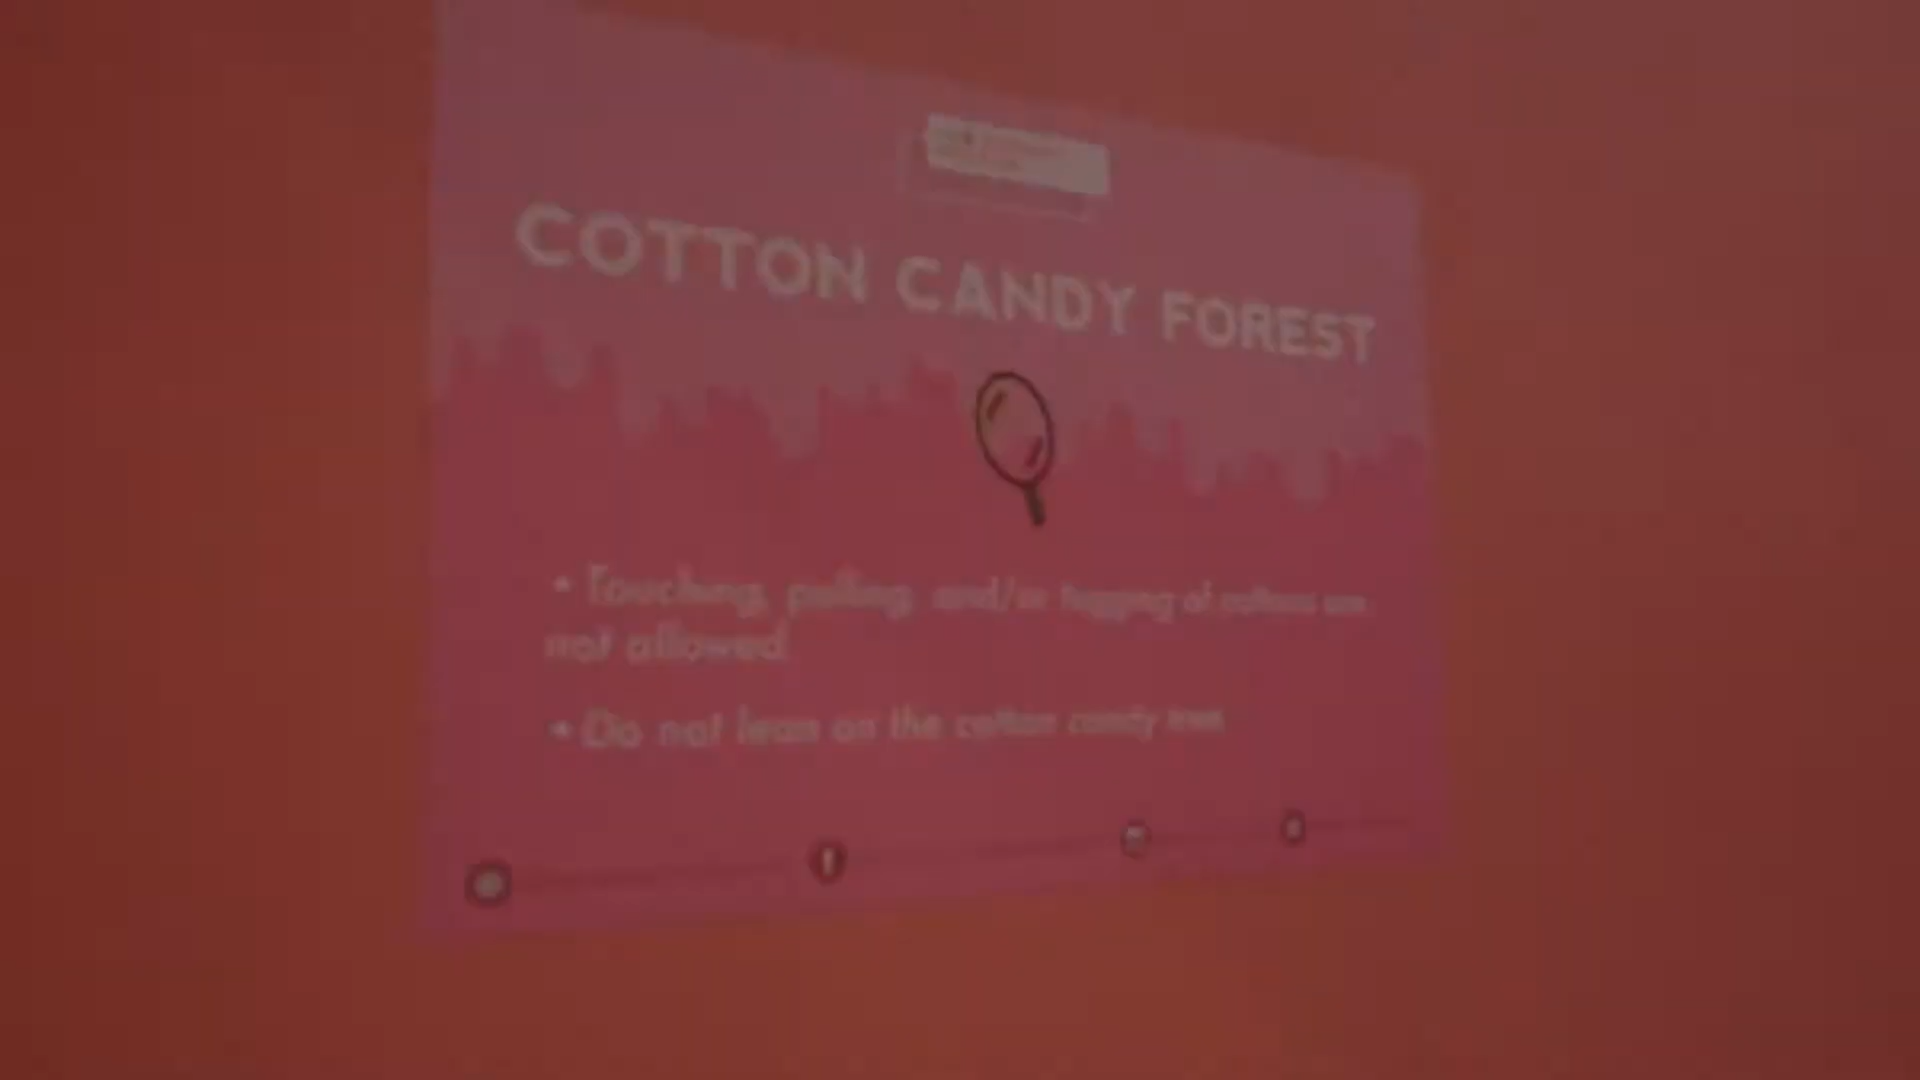 COTTON CANDY FOREST
• Touching, pulling, and/or tugging of cottons are
not allowed.
• Do not lean on the cotton candy tree